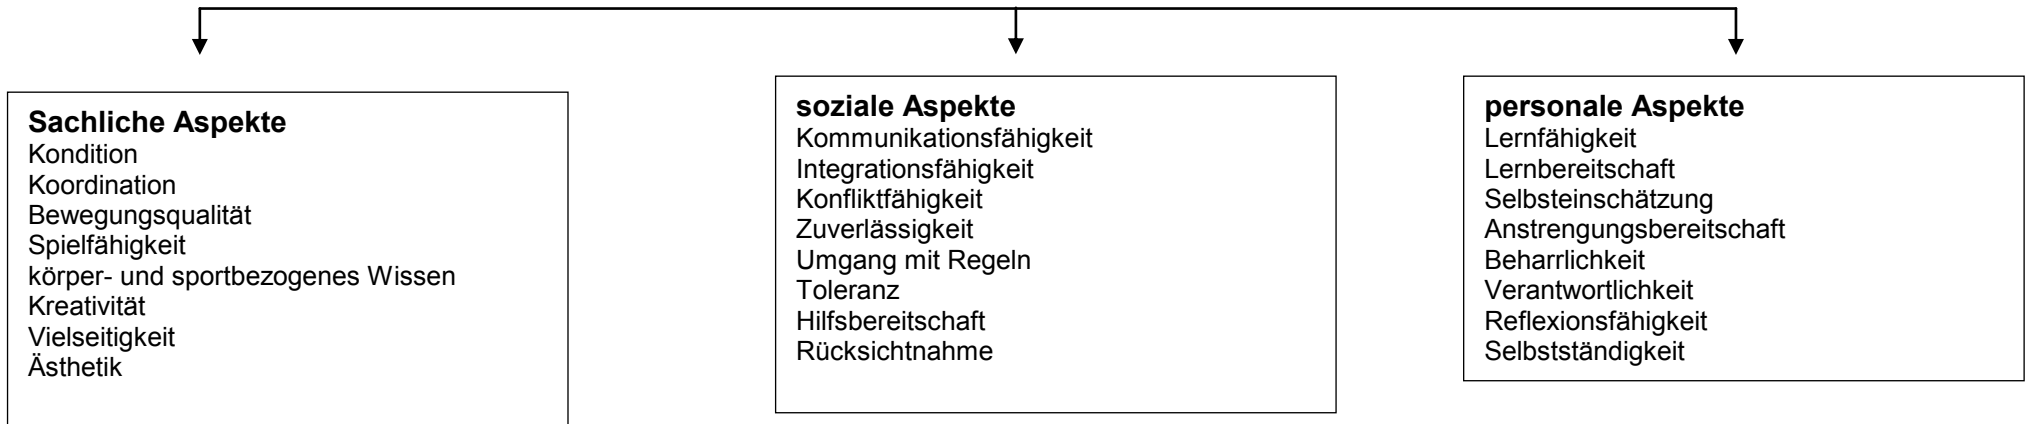 Sachliche Aspekte
Kondition
Koordination
Bewegungsqualität
Spielfähigkeit
körper- und sportbezogenes Wissen
Kreativität
Vielseitigkeit
Ästhetik
soziale Aspekte
Kommunikationsfähigkeit
Integrationsfähigkeit
Konfliktfähigkeit
Zuverlässigkeit
Umgang mit Regeln
Toleranz
Hilfsbereitschaft
Rücksichtnahme
personale Aspekte
Lernfähigkeit
Lernbereitschaft
Selbsteinschätzung
Anstrengungsbereitschaft
Beharrlichkeit
Verantwortlichkeit
Reflexionsfähigkeit
Selbstständigkeit